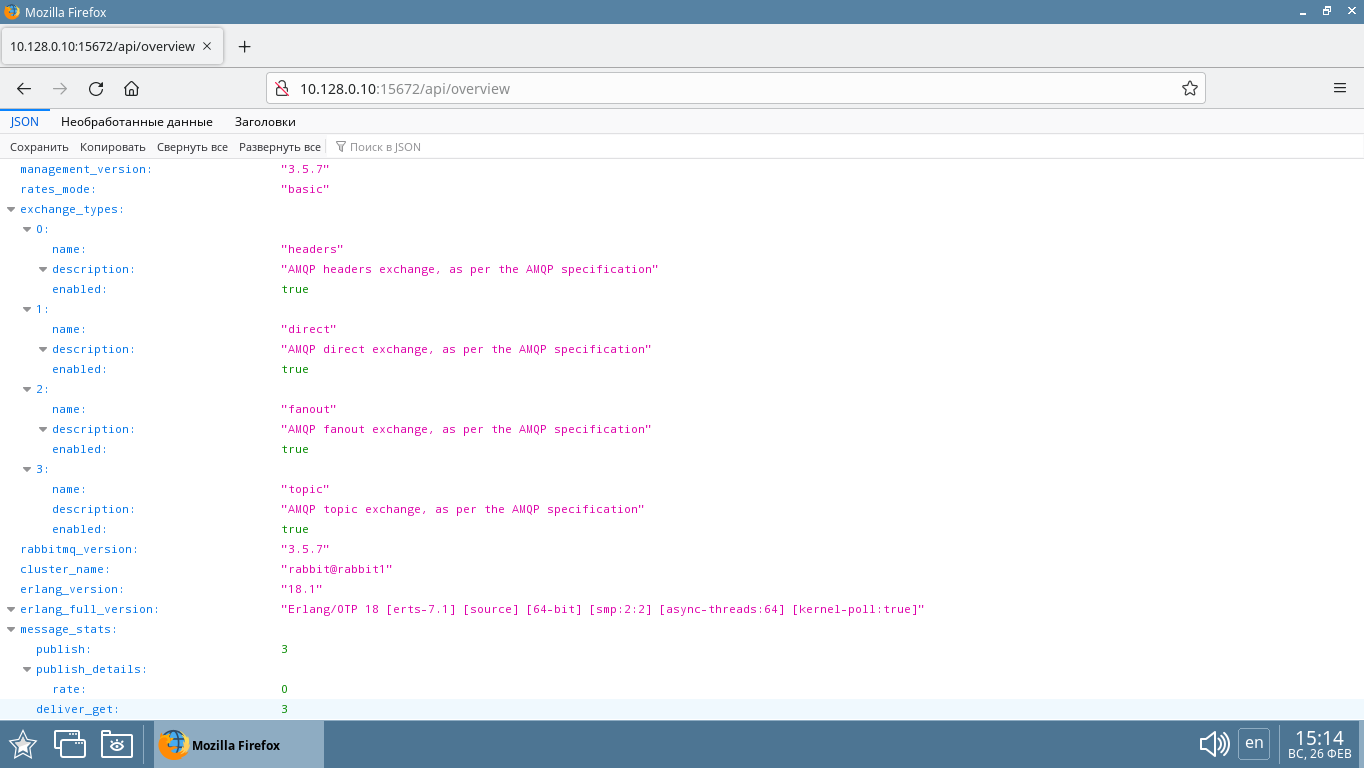 Mozilla Firefox
10.128.0.10:15672/api/overview
10.128.0.10:15672/api/overview
JSON Необработанные данные Заголовки
Сохранить Копировать Свернуть все Развернуть все Поиск в JSON
management_version: "3.5.7"
rates_mode: "basic"
exchange_types:
0:
name: "headers"
description: "AMQP headers exchange, as per the AMQP specification"
enabled: true
1:
name: "direct"
description: "AMQP direct exchange, as per the AMQP specification"
enabled: true
2:
name: "fanout"
description: "AMQP fanout exchange, as per the AMQP specification"
enabled: true
3:
name: "topic"
description: "AMQP topic exchange, as per the AMQP specification"
enabled: true
rabbitmq_version: "3.5.7"
cluster_name: "rabbit@rabbit1"
erlang_version: "18.1"
erlang_full_version: "Erlang/OTP 18 [erts-7.1] [source] [64-bit] [smp:2:2] [async-threads:64] [kernel-poll:true]"
message_stats:
publish: 3
publish_details:
rate: 0
deliver_get: 3
Mozilla Firefox en 15:14
ВС, 26 ФЕВ